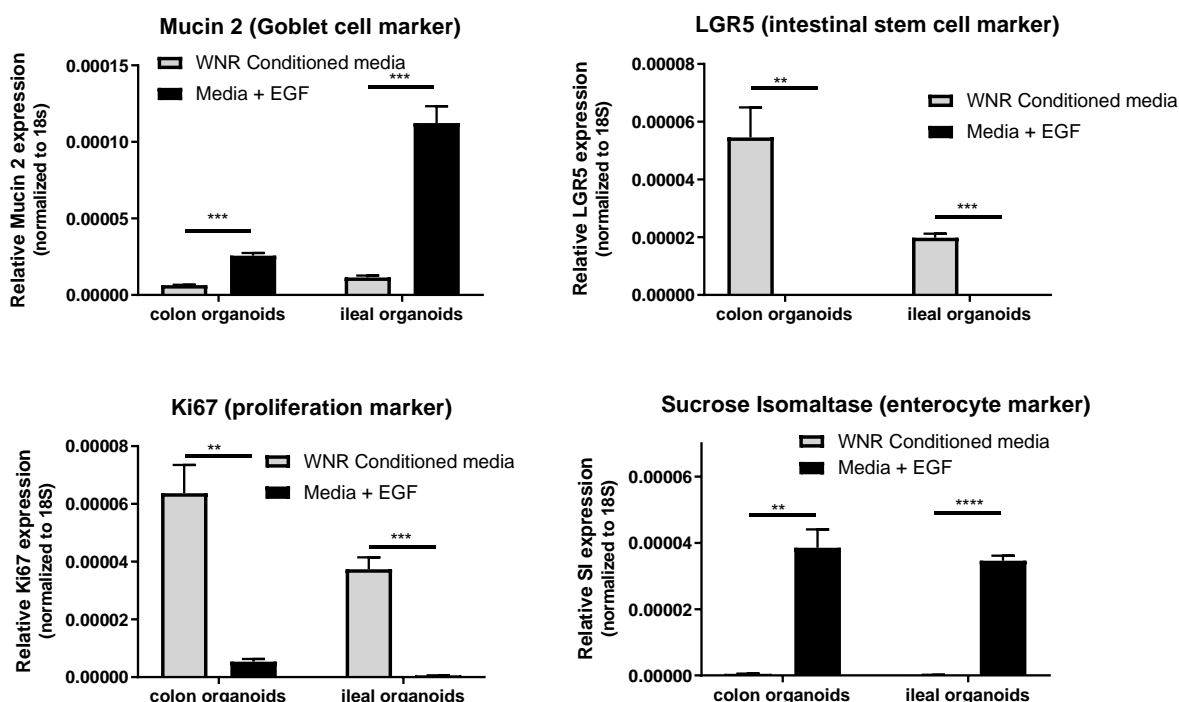 Mucin 2 (Goblet cell marker)
WNR Conditioned media
Media + EGF
Relative Mucin 2 expression
(normalized to 18s)
0.00015
0.00010
0.00005
0.00000
***
***
colon organoids
ileal organoids
LGR5 (intestinal stem cell marker)
WNR Conditioned media
Media + EGF
Relative LGR5 expression
(normalized to 18S)
0.00008
0.00006
0.00004
0.00002
0.00000
**
***
colon organoids
ileal organoids
Ki67 (proliferation marker)
WNR Conditioned media
Media + EGF
Relative Ki67 expression
(normalized to 18S)
0.00008
0.00006
0.00004
0.00002
0.00000
**
***
colon organoids
ileal organoids
Sucrose Isomaltase (enterocyte marker)
WNR Conditioned media
Media + EGF
Relative SI expression
(normalized to 18S)
0.00006
0.00004
0.00002
0.00000
**
****
colon organoids
ileal organoids